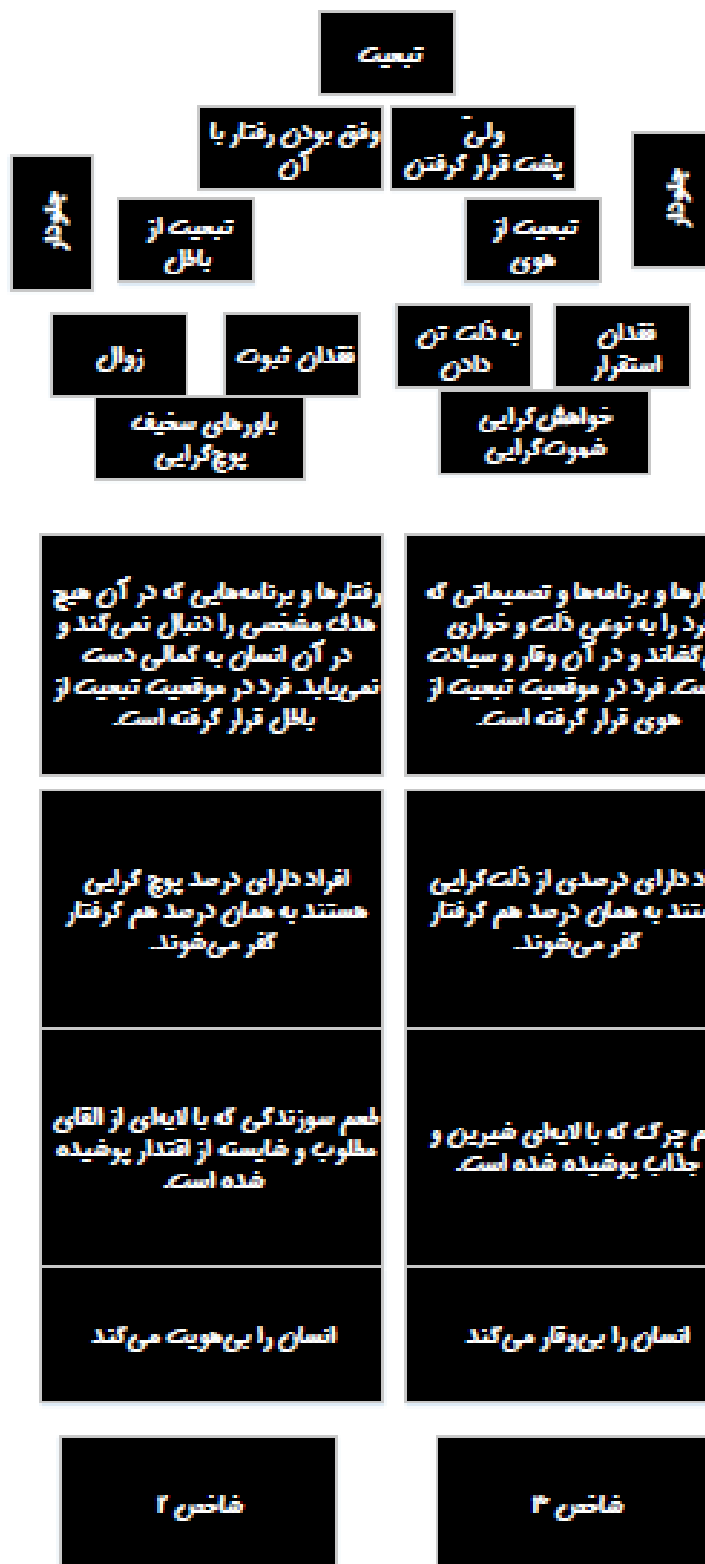 تبعیت
ولیّ
پشت قرار گرفتن
وفق بودن رفتار با
آن
جلودار
جلودار
تبعیت از
هوی
تبعیت از
باطل
فقدان
استقرار
به ذلت تن
دادن
فقدان ثبوت
زوال
خواهش‌گرایی
شهوت‌گرایی
باورهای سخیف
پوچ‌گرایی
و برنامه‌ها و تصمیماتی که
را به نوعی ذلت و خواری
و در آن وقار و سیادت
فرد در موقعیت تبعیت از
هوی قرار گرفته است.
رفتارها و برنامه‌هایی که در آن هیچ
هدف مشخصی را دنبال نمی‌کند و
در آن انسان به کمالی دست
نمی‌یابد. فرد در موقعیت تبعیت از
باطل قرار گرفته است.
دارای درصدی از ذلت‌گرایی
به همان درصد هم گرفتار
کفر می‌شوند.
افراد دارای درصد پوچ گرایی
هستند به همان درصد هم گرفتار
کفر می‌شوند.
چرک که با لایه‌ای شیرین و
جذاب پوشیده شده است.
طعم سوزندگی که با لایه‌ای از القای
مطلوب و شایسته از اقتدار پوشیده
شده است.
انسان را بی‌وقار می‌کند
انسان را بی‌هویت می‌کند
شاخص ۳
شاخص ۲